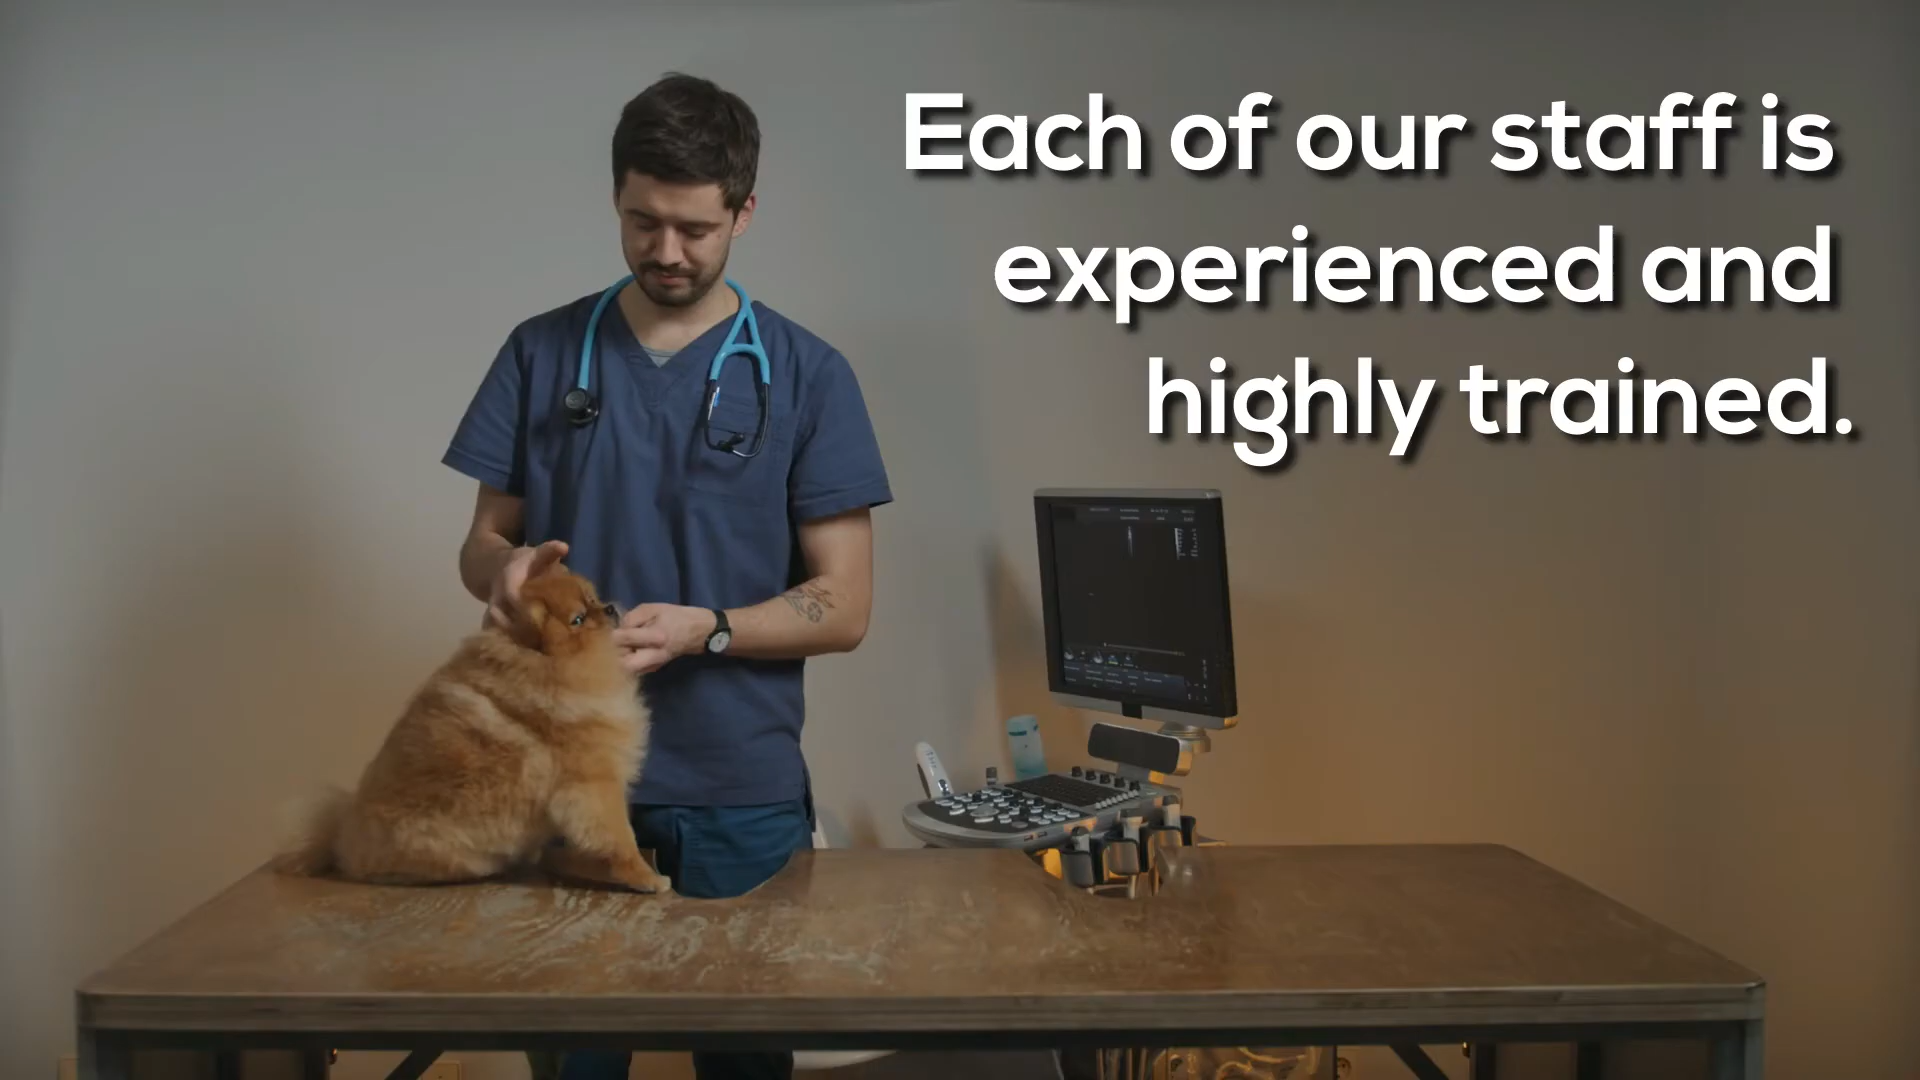 Each of our staff is
experienced and
highly trained.